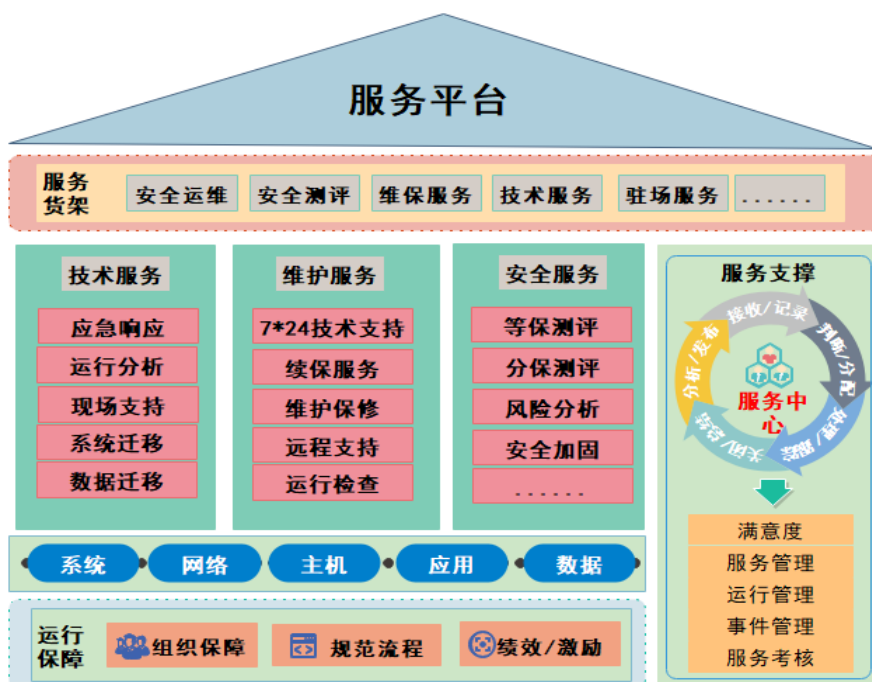 服务平台
服务
货架
安全运维
安全测评
维保服务
技术服务
驻场服务
......
技术服务
应急响应
运行分析
现场支持
系统迁移
数据迁移
维护服务
7*24技术支持
续保服务
维护保修
远程支持
运行检查
安全服务
等保测评
分保测评
风险分析
安全加固
......
服务支撑
接收/记录
判断/分配
处理/跟踪
关闭/总结
分析/发布
服务中
心
满意度
服务管理
运行管理
事件管理
服务考核
系统
网络
主机
应用
数据
运行
保障
组织保障
规范流程
绩效/激励